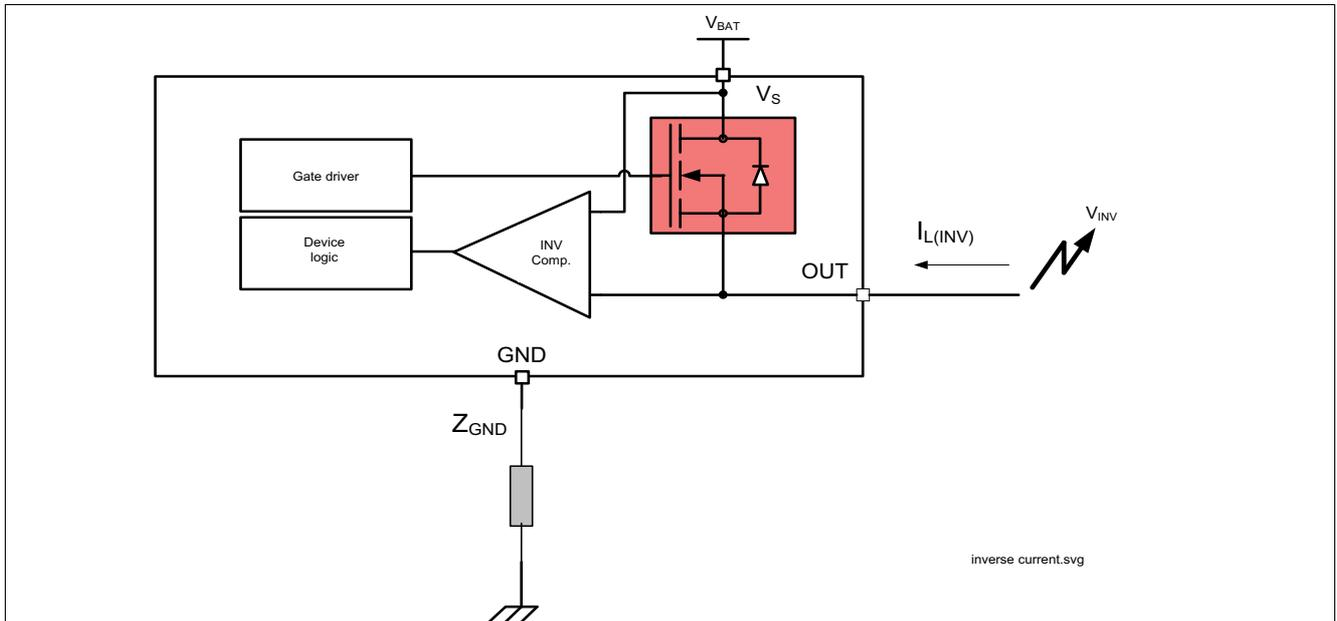 VBAT
VS
Gate driver
Device
logic
INV
Comp.
VINV
IL(INV)
OUT
GND
ZGND
inverse current.svg